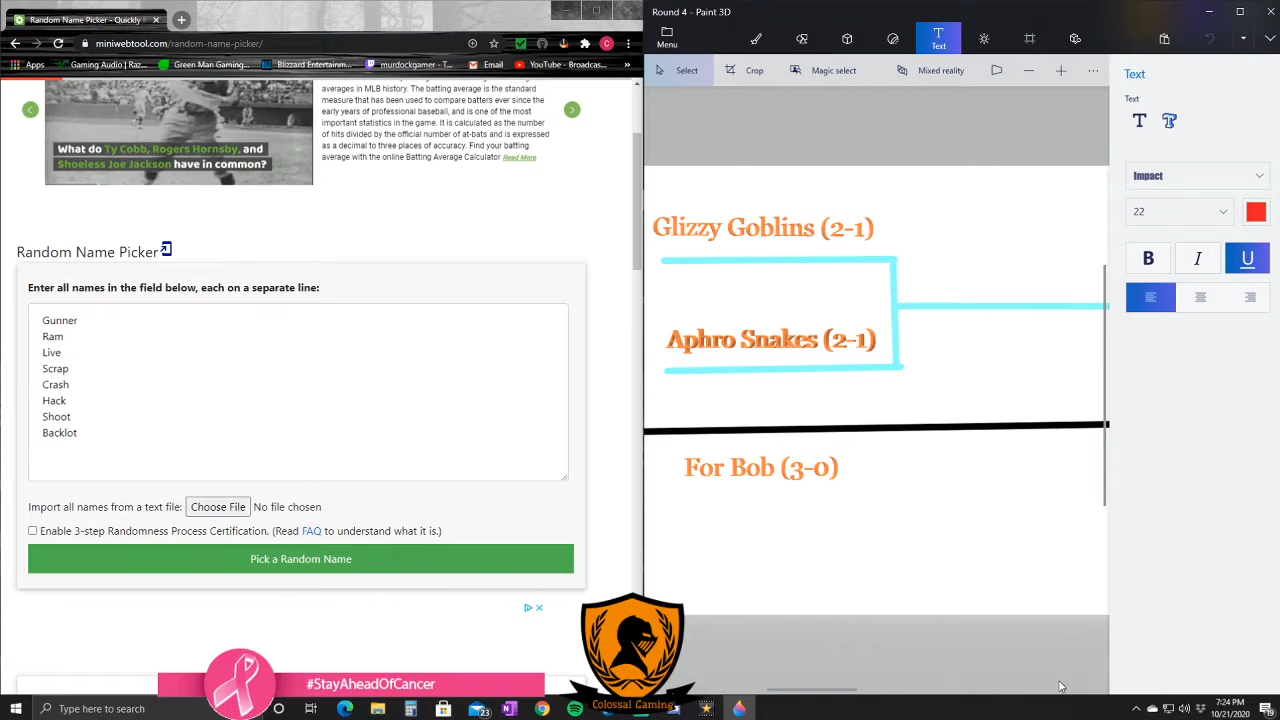 Random Name Picker - Quickly P
miniwebtool.com/random-name-picker/
Apps
Gaming Audio | Raz...
Green Man Gaming...
Blizzard Entertainm...
murdockgamer - T...
Email
YouTube - Broadcas...
»
averages in MLB history. The batting average is the standard
measure that has been used to compare batters ever since the
early years of professional baseball, and is one of the most
important statistics in the game. It is calculated as the number
of hits divided by the official number of at-bats and is expressed
as a decimal to three places of accuracy. Find your batting
average with the online Batting Average Calculator Read More
What do Ty Cobb, Rogers Hornsby, and
Shoeless Joe Jackson have in common?
Random Name Picker
Enter all names in the field below, each on a separate line:
Gunner
Ram
Live
Scrap
Crash
Hack
Shoot
Backlot
Import all names from a text file: Choose File No file chosen
Enable 3-step Randomness Process Certification. (Read FAQ to understand what it is.)
Pick a Random Name
#StayAheadOfCancer
Colossal Gaming
Round 4 - Paint 3D
Menu
Text
Select
Crop
Magic select
Mixed reality
Text
Text
Impact
22
B I U
Glizzy Goblins (2-1)
Aphro Snakes (2-1)
For Bob (3-0)
Type here to search
23
7:24 PM
10/21/2020
19